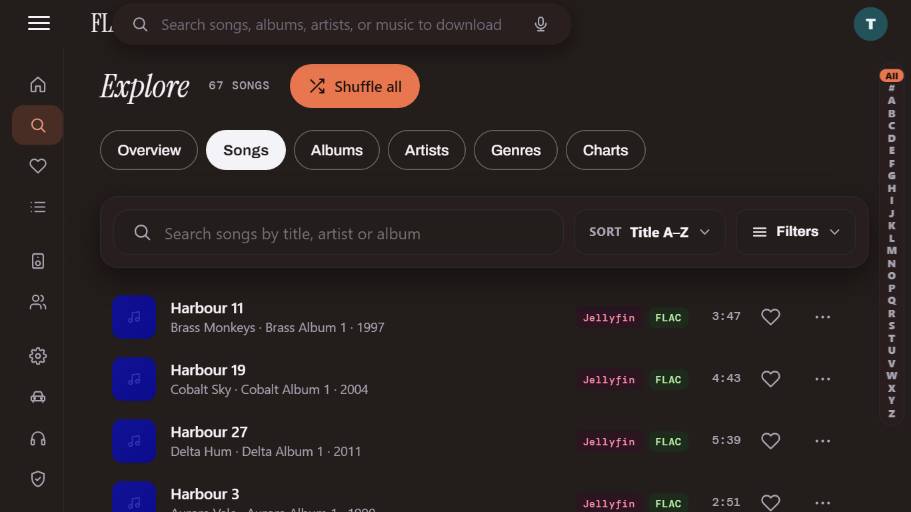 FL
Search songs, albums, artists, or music to download
T
Explore
67 SONGS
Shuffle all
Overview
Songs
Albums
Artists
Genres
Charts
Search songs by title, artist or album
SORT Title A–Z
Filters
Harbour 11
Brass Monkeys · Brass Album 1 · 1997
Jellyfin
FLAC
3:47
Harbour 19
Cobalt Sky · Cobalt Album 1 · 2004
Jellyfin
FLAC
4:43
Harbour 27
Delta Hum · Delta Album 1 · 2011
Jellyfin
FLAC
5:39
Harbour 3
Jellyfin
FLAC
2:51
All
#
A
B
C
D
E
F
G
H
I
J
K
L
M
N
O
P
Q
R
S
T
U
V
W
X
Y
Z